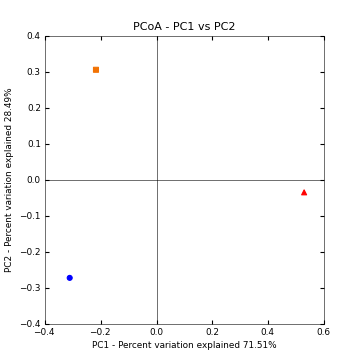 PCoA - PC1 vs PC2
0.4
0.3
0.2
0.1
0.0
−0.1
−0.2
−0.3
−0.4
PC2 - Percent variation explained 28.49%
−0.4 −0.2 0.0 0.2 0.4 0.6
PC1 - Percent variation explained 71.51%